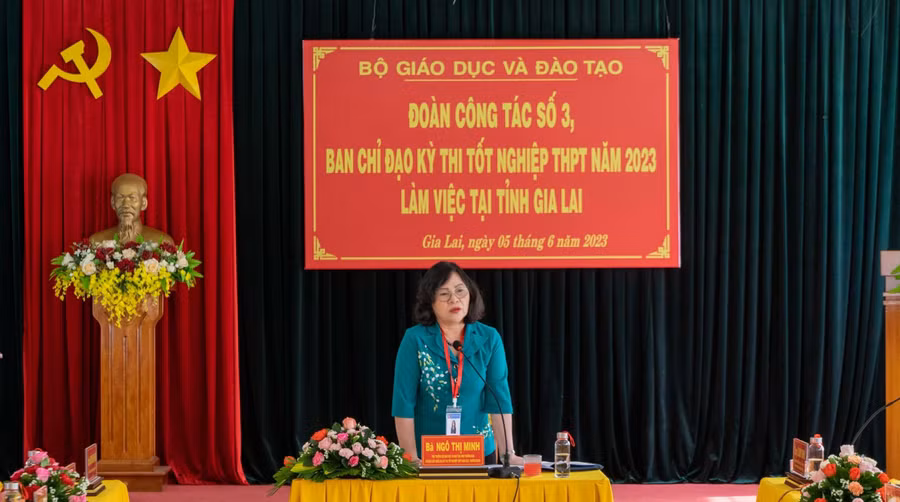 BỘ GIÁO DỤC VÀ ĐÀO TẠO
ĐOÀN CÔNG TÁC SỐ 3,
BAN CHỈ ĐẠO KỲ THI TỐT NGHIỆP THPT NĂM 2023
LÀM VIỆC TẠI TỈNH GIA LAI
Gia Lai, ngày 05 tháng 6 năm 2023
Bà NGÔ THỊ MINH